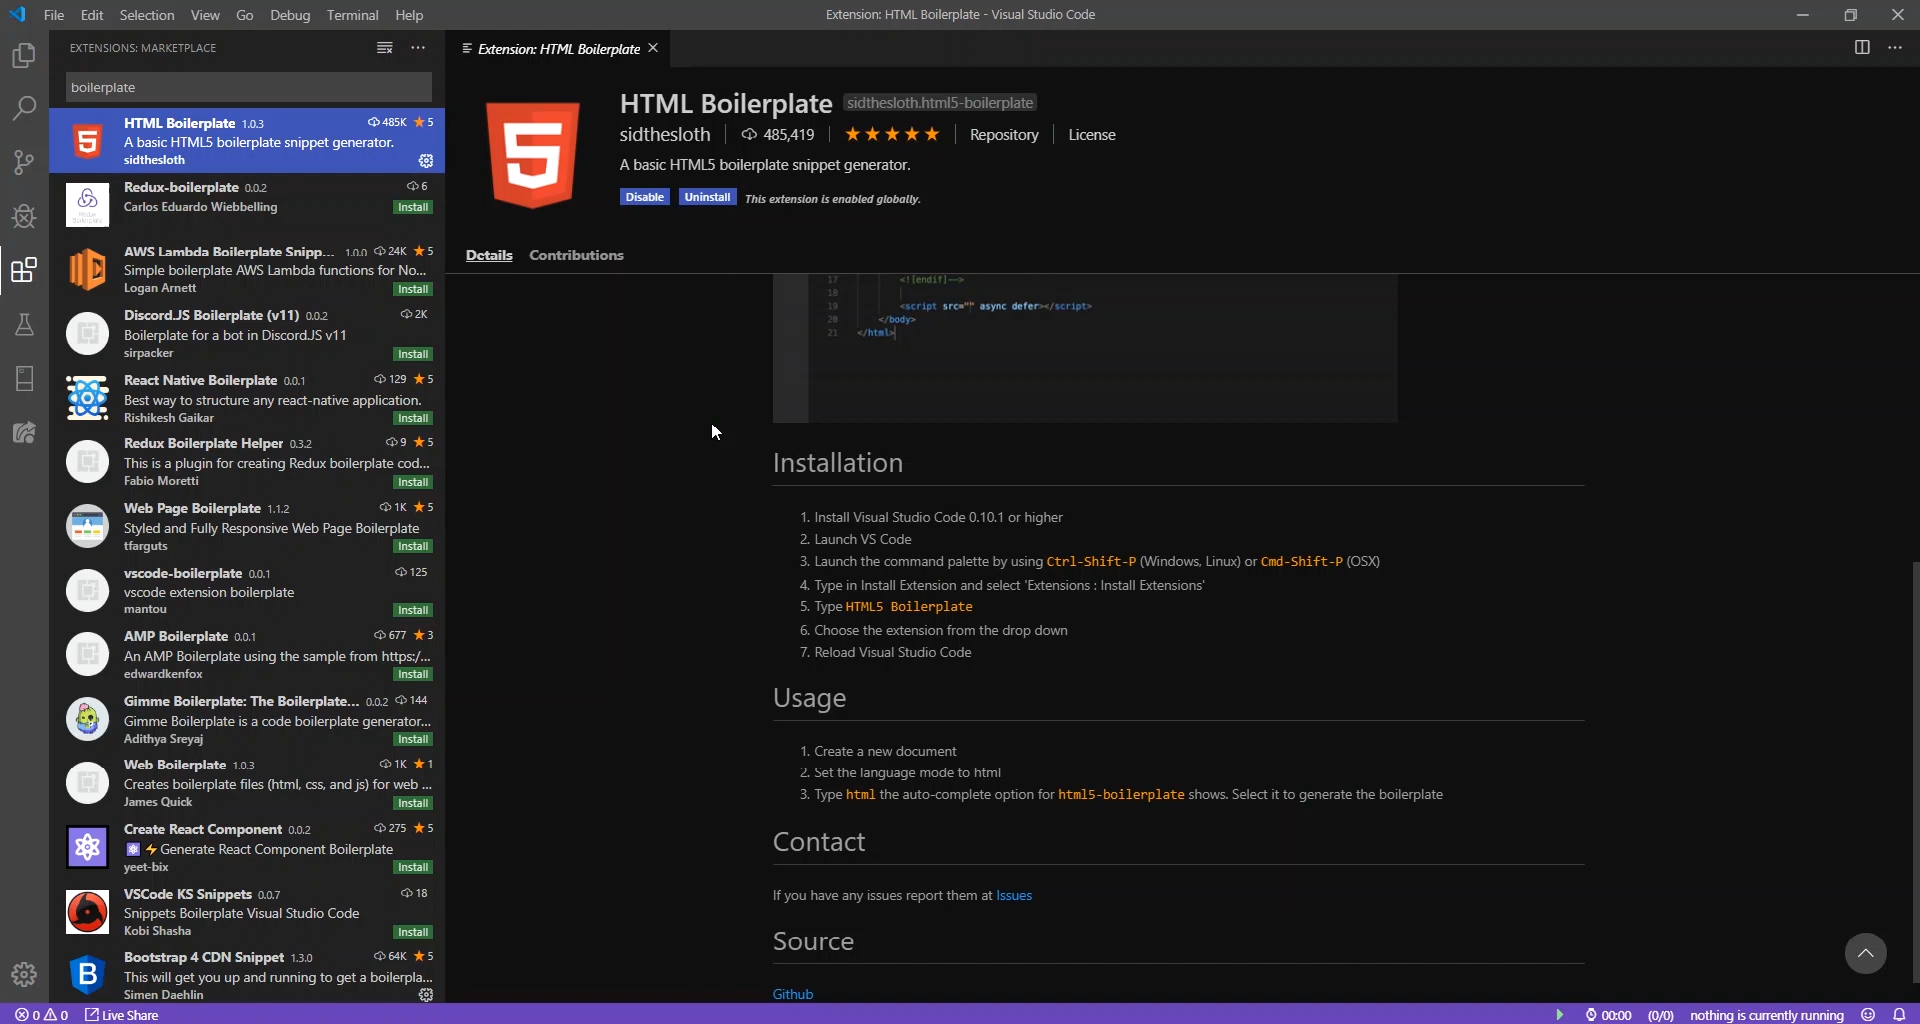 File Edit Selection View Go Debug Terminal Help
Extension: HTML Boilerplate - Visual Studio Code
EXTENSIONS: MARKETPLACE
boilerplate
HTML Boilerplate 1.0.3 485K ★5
A basic HTML5 boilerplate snippet generator.
sidthesloth
Redux-boilerplate 0.0.2 6
Carlos Eduardo Wiebbelling
Install
AWS Lambda Boilerplate Snipp... 1.0.0 24K ★5
Simple boilerplate AWS Lambda functions for No...
Logan Arnett
Install
Discord.JS Boilerplate (v11) 0.0.2 2K
Boilerplate for a bot in DiscordJS v11
sirpacker
Install
React Native Boilerplate 0.0.1 129 ★5
Best way to structure any react-native application.
Rishikesh Gaikar
Install
Redux Boilerplate Helper 0.3.2 9 ★5
This is a plugin for creating Redux boilerplate cod...
Fabio Moretti
Install
Web Page Boilerplate 1.1.2 1K ★5
Styled and Fully Responsive Web Page Boilerplate
tfarguts
Install
vscode-boilerplate 0.0.1 125
vscode extension boilerplate
mantou
Install
AMP Boilerplate 0.0.1 677 ★3
An AMP Boilerplate using the sample from https:/...
edwardkenfox
Install
Gimme Boilerplate: The Boilerplate... 0.0.2 144
Gimme Boilerplate is a code boilerplate generator...
Adithya Sreyaj
Install
Web Boilerplate 1.0.3 1K ★1
Creates boilerplate files (html, css, and js) for web ...
James Quick
Install
Create React Component 0.0.2 275 ★5
⚛⚡Generate React Component Boilerplate
yeet-bix
Install
VSCode KS Snippets 0.0.7 18
Snippets Boilerplate Visual Studio Code
Kobi Shasha
Install
Bootstrap 4 CDN Snippet 1.3.0 64K ★5
This will get you up and running to get a boilerpla...
Simen Daehlin
Extension: HTML Boilerplate
HTML Boilerplate sidthesloth.html5-boilerplate
sidthesloth 485,419 ★★★★★ Repository License
A basic HTML5 boilerplate snippet generator.
Disable Uninstall This extension is enabled globally.
Details Contributions
17 <![endif]-->
18
19 <script src="" async defer></script>
20 </body>
21 </html>
Installation
1. Install Visual Studio Code 0.10.1 or higher
2. Launch VS Code
3. Launch the command palette by using Ctrl-Shift-P (Windows, Linux) or Cmd-Shift-P (OSX)
4. Type in Install Extension and select 'Extensions : Install Extensions'
5. Type HTML5 Boilerplate
6. Choose the extension from the drop down
7. Reload Visual Studio Code
Usage
1. Create a new document
2. Set the language mode to html
3. Type html the auto-complete option for html5-boilerplate shows. Select it to generate the boilerplate
Contact
If you have any issues report them at Issues
Source
Github
0 0 Live Share
00:00 (0/0) nothing is currently running